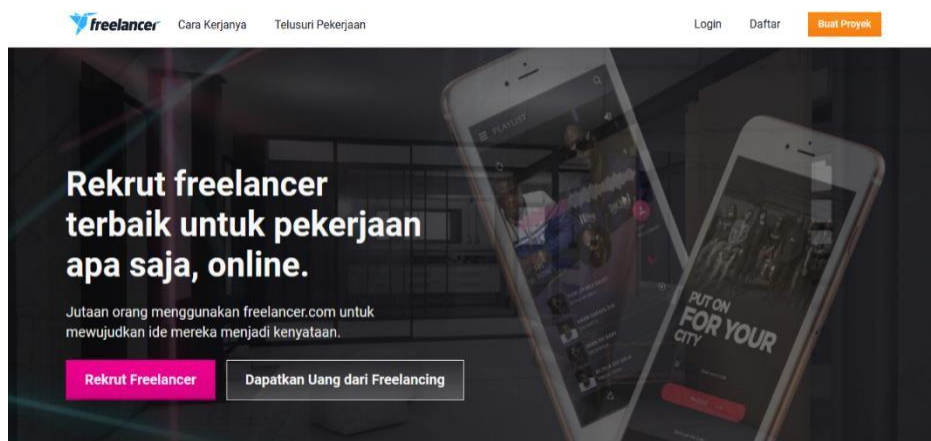 freelancer Cara Kerjanya Telusuri Pekerjaan Login Daftar Buat Proyek
PLAYLIST
Rekrut freelancer
terbaik untuk pekerjaan
apa saja, online.
Jutaan orang menggunakan freelancer.com untuk
mewujudkan ide mereka menjadi kenyataan.
Rekrut Freelancer Dapatkan Uang dari Freelancing
PUT ON
FOR YOUR
CITY